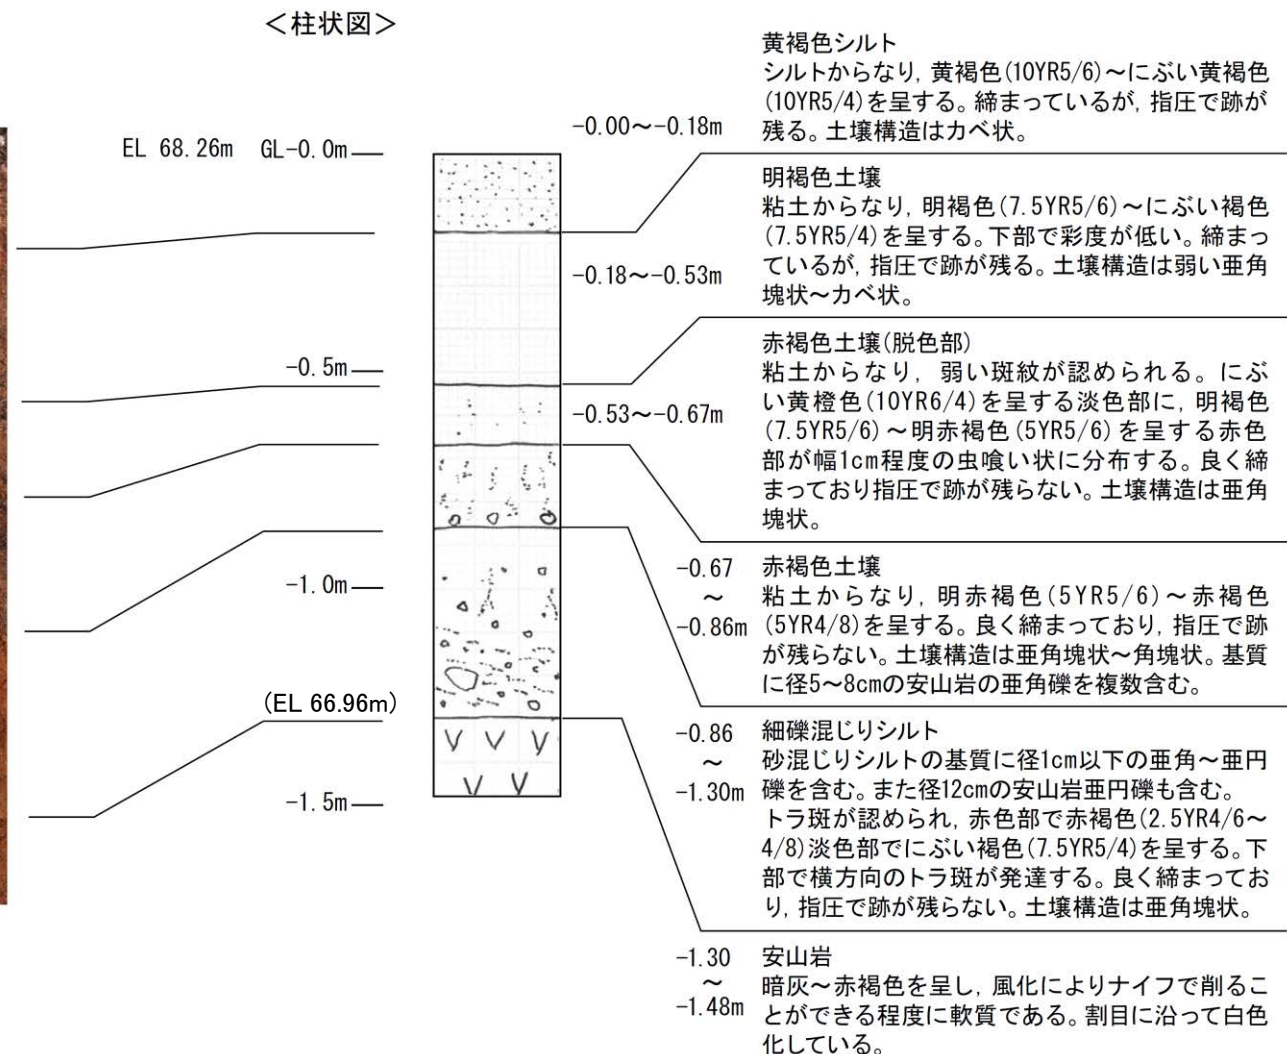 ＜柱状図＞
EL 68.26m GL-0.0m
-0.5m
-1.0m
(EL 66.96m)
-1.5m
-0.00～-0.18m
黄褐色シルト
シルトからなり，黄褐色(10YR5/6)～にぶい黄褐色
(10YR5/4)を呈する。締まっているが，指圧で跡が
残る。土壌構造はカベ状。
-0.18～-0.53m
明褐色土壌
粘土からなり，明褐色(7.5YR5/6)～にぶい褐色
(7.5YR5/4)を呈する。下部で彩度が低い。締まっ
ているが，指圧で跡が残る。土壌構造は弱い亜角
塊状～カベ状。
-0.53～-0.67m
赤褐色土壌(脱色部)
粘土からなり，弱い斑紋が認められる。にぶ
い黄橙色(10YR6/4)を呈する淡色部に，明褐色
(7.5YR5/6)～明赤褐色(5YR5/6)を呈する赤色
部が幅1cm程度の虫喰い状に分布する。良く締
まっており指圧で跡が残らない。土壌構造は亜角
塊状。
-0.67
～
-0.86m
赤褐色土壌
粘土からなり，明赤褐色(5YR5/6)～赤褐色
(5YR4/8)を呈する。良く締まっており，指圧で跡
が残らない。土壌構造は亜角塊状～角塊状。基質
に径5～8cmの安山岩の亜角礫を複数含む。
-0.86
～
-1.30m
細礫混じりシルト
砂混じりシルトの基質に径1cm以下の亜角～亜円
礫を含む。また径12cmの安山岩亜円礫も含む。
トラ斑が認められ，赤色部で赤褐色(2.5YR4/6～
4/8)淡色部でにぶい褐色(7.5YR5/4)を呈する。下
部で横方向のトラ斑が発達する。良く締まってお
り，指圧で跡が残らない。土壌構造は亜角塊状。
-1.30
～
-1.48m
安山岩
暗灰～赤褐色を呈し，風化によりナイフで削るこ
とができる程度に軟質である。割目に沿って白色
化している。